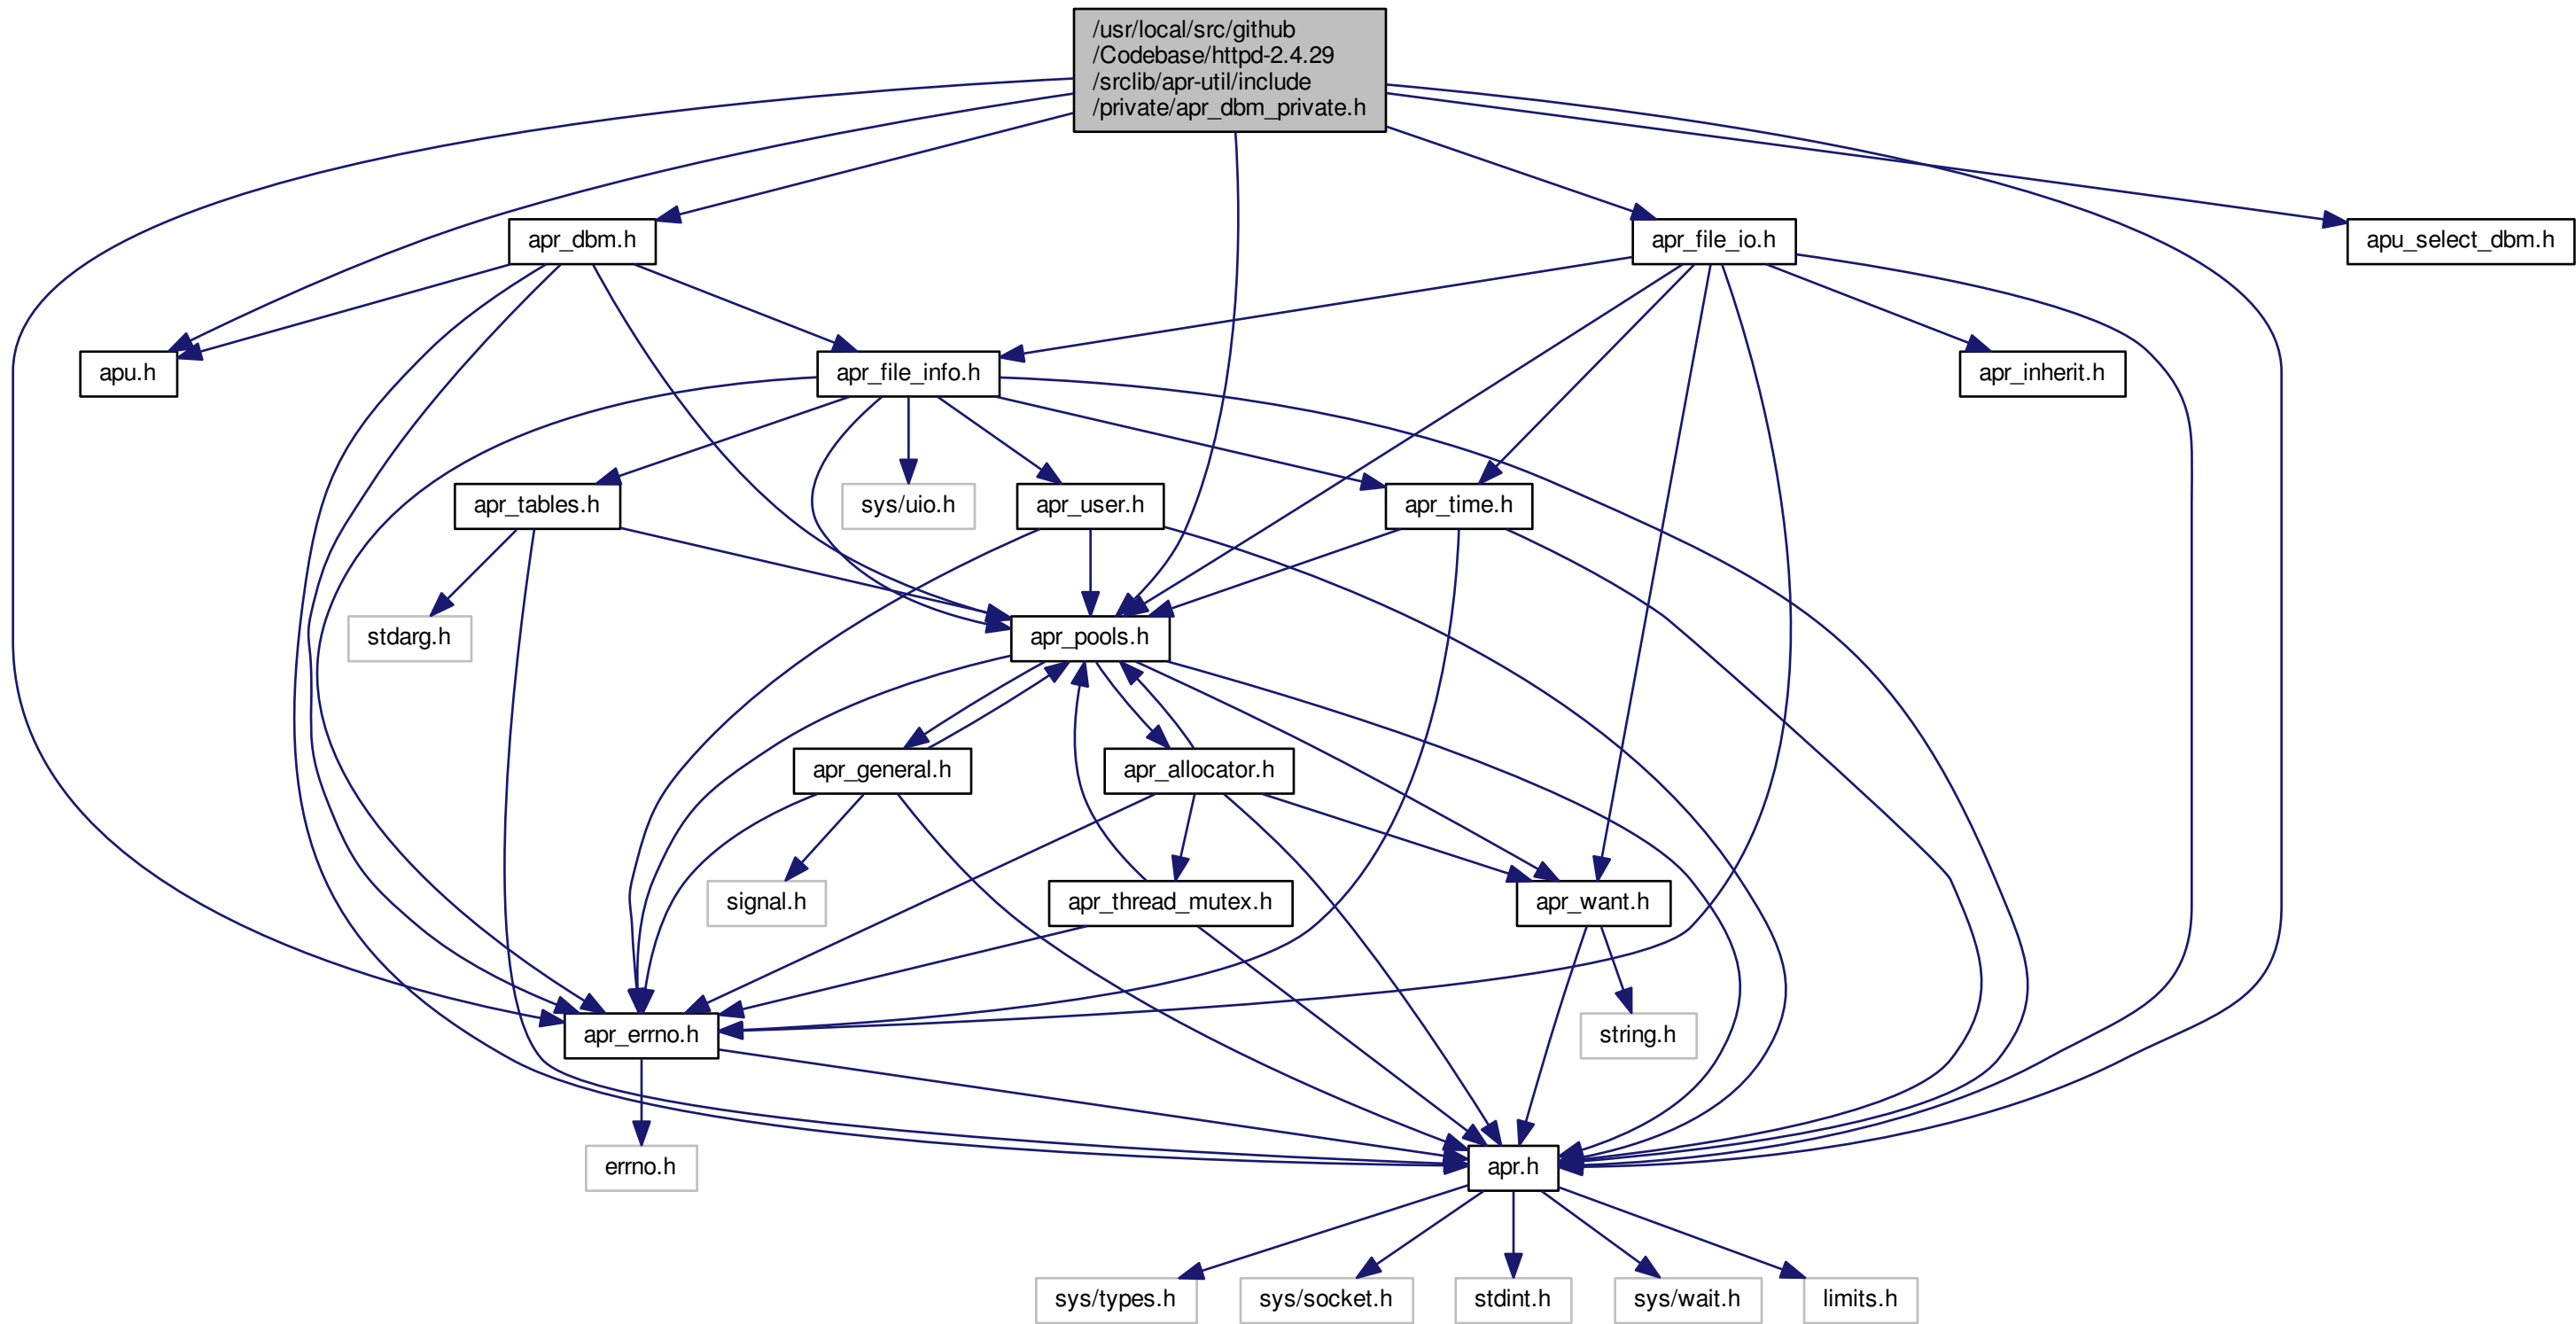 /usr/local/src/github
/Codebase/httpd-2.4.29
/srclib/apr-util/include
/private/apr_dbm_private.h
apr_dbm.h
apr_file_io.h
apu_select_dbm.h
apu.h
apr_file_info.h
apr_inherit.h
apr_tables.h
sys/uio.h
apr_user.h
apr_time.h
stdarg.h
apr_pools.h
apr_general.h
apr_allocator.h
signal.h
apr_thread_mutex.h
apr_want.h
apr_errno.h
string.h
errno.h
apr.h
sys/types.h
sys/socket.h
stdint.h
sys/wait.h
limits.h